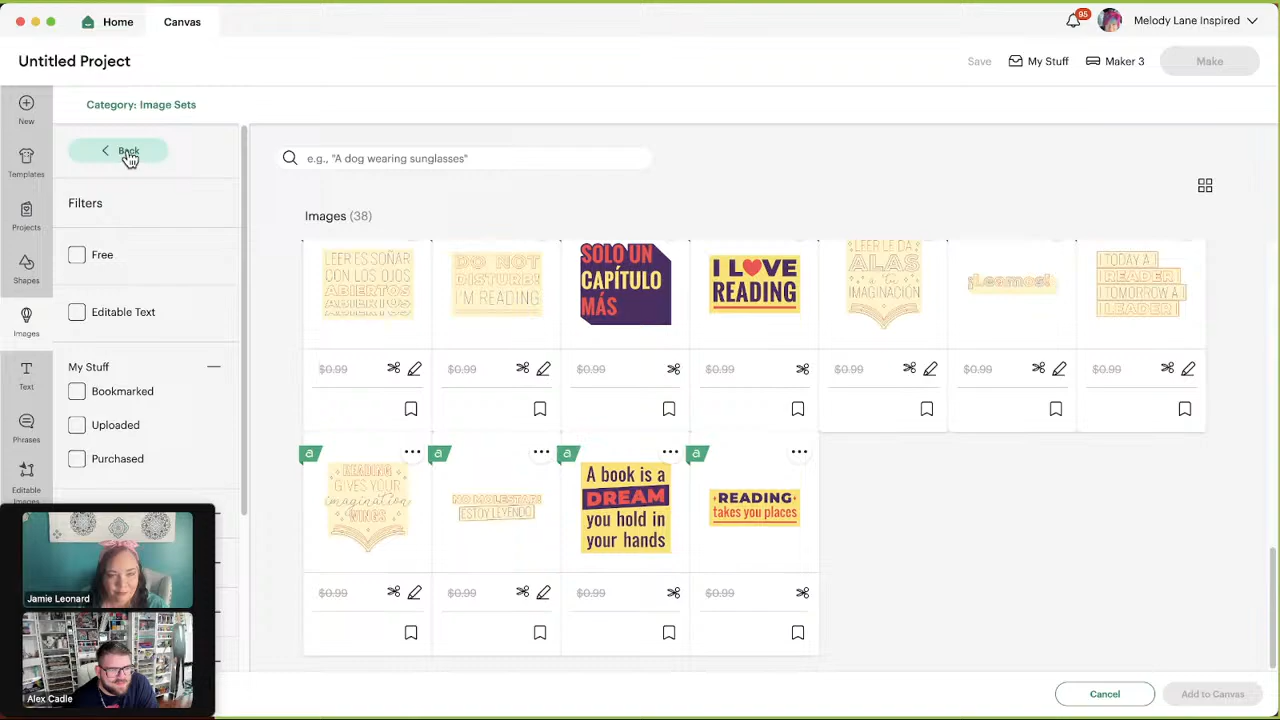 Home
Canvas
95
Melody Lane Inspired
Untitled Project
Save
My Stuff
Maker 3
Make
New
Templates
Projects
Shapes
Images
Text
Phrases
Editable
Images
Category: Image Sets
Back
Filters
Free
Editable Text
My Stuff
Bookmarked
Uploaded
Purchased
e.g., "A dog wearing sunglasses"
Images (38)
LEER ES SOÑAR
CON LOS OJOS
ABIERTOS
ABIERTOS
ABIERTOS
DO NOT
DISTURB!
I'M READING
SOLO UN
CAPÍTULO
MÁS
I LOVE
READING
LEER LE DA
ALAS
IMAGINACIÓN
¡Leamos!
TODAY A
READER
TOMORROW A
LEADER!
$0.99
$0.99
$0.99
$0.99
$0.99
$0.99
$0.99
a
a
a
a
READING
GIVES YOUR
imagination
WINGS
NO MOLESTAR!
ESTOY LEYENDO
A book is a
DREAM
you hold in
your hands
READING
takes you places
$0.99
$0.99
$0.99
$0.99
Jamie Leonard
Alex Cadle
Cancel
Add to Canvas